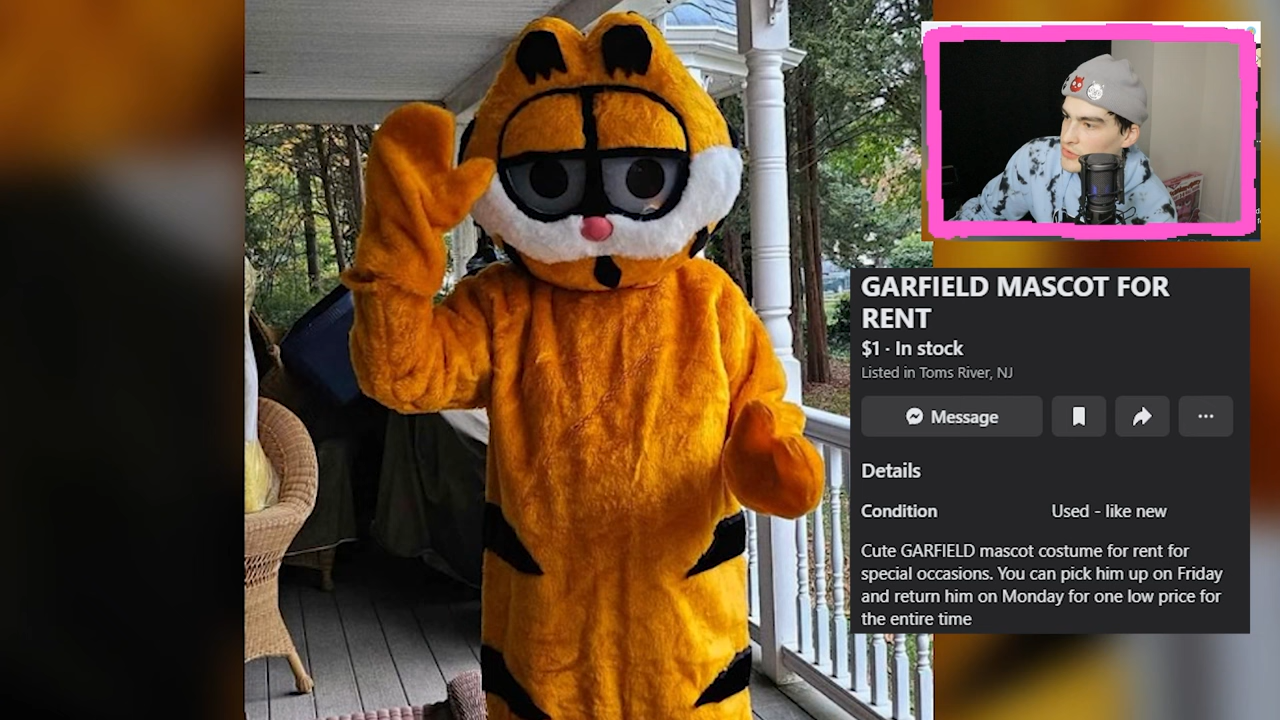 GARFIELD MASCOT FOR
RENT
$1 · In stock
Listed in Toms River, NJ
Message
Details
Condition Used - like new
Cute GARFIELD mascot costume for rent for
special occasions. You can pick him up on Friday
and return him on Monday for one low price for
the entire time